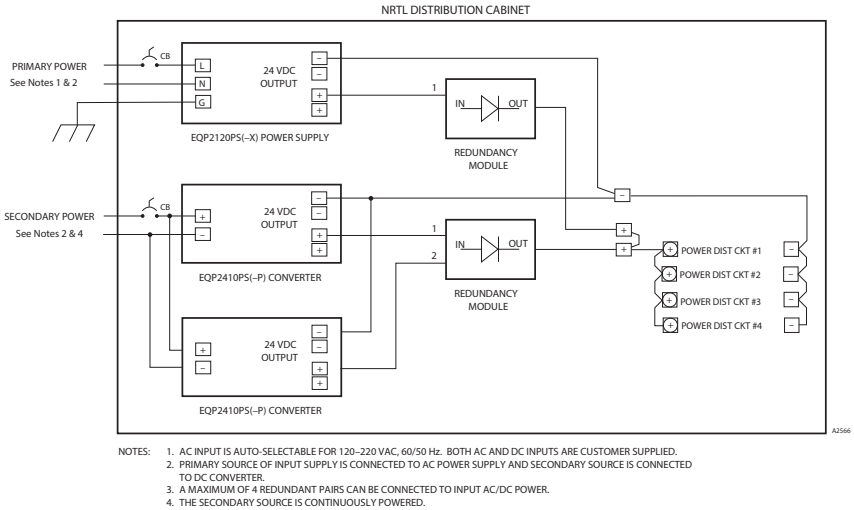 NRTL DISTRIBUTION CABINET
PRIMARY POWER
See Notes 1 & 2
CB
L
N
G
24 VDC
OUTPUT
–
–
+
+
EQP2120PS(–X) POWER SUPPLY
1
IN
OUT
REDUNDANCY
MODULE
SECONDARY POWER
See Notes 2 & 4
CB
+
–
24 VDC
OUTPUT
–
–
+
+
EQP2410PS(–P) CONVERTER
1
2
IN
OUT
REDUNDANCY
MODULE
–
+
+
+ POWER DIST CKT #1 –
+ POWER DIST CKT #2 –
+ POWER DIST CKT #3 –
+ POWER DIST CKT #4 –
+
–
24 VDC
OUTPUT
–
–
+
+
EQP2410PS(–P) CONVERTER
A2566
NOTES: 1. AC INPUT IS AUTO-SELECTABLE FOR 120–220 VAC, 60/50 Hz. BOTH AC AND DC INPUTS ARE CUSTOMER SUPPLIED.
2. PRIMARY SOURCE OF INPUT SUPPLY IS CONNECTED TO AC POWER SUPPLY AND SECONDARY SOURCE IS CONNECTED
TO DC CONVERTER.
3. A MAXIMUM OF 4 REDUNDANT PAIRS CAN BE CONNECTED TO INPUT AC/DC POWER.
4. THE SECONDARY SOURCE IS CONTINUOUSLY POWERED.